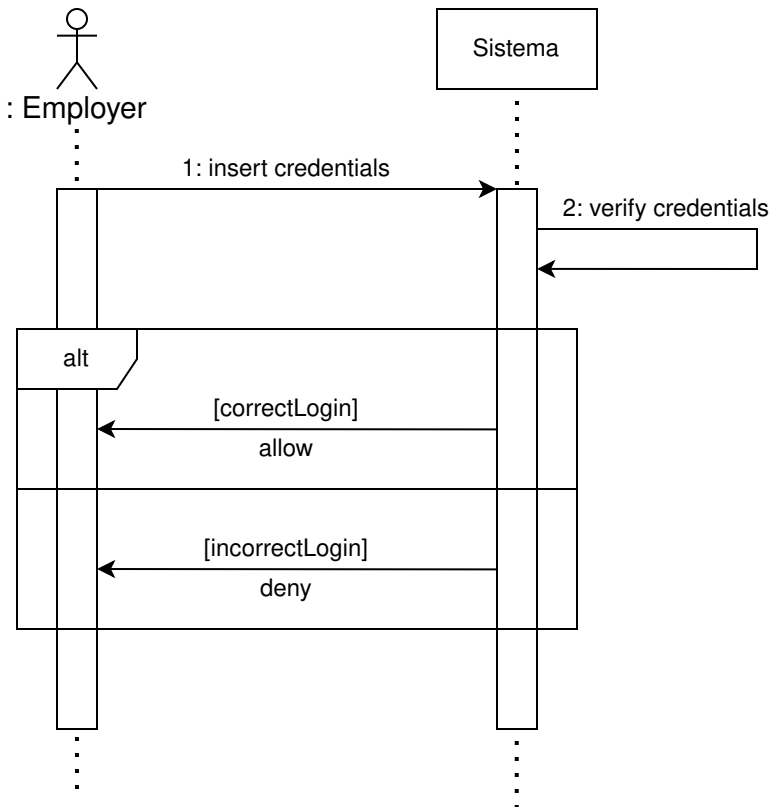 Sistema
: Employer
1: insert credentials
2: verify credentials
alt
[correctLogin]
allow
[incorrectLogin]
deny